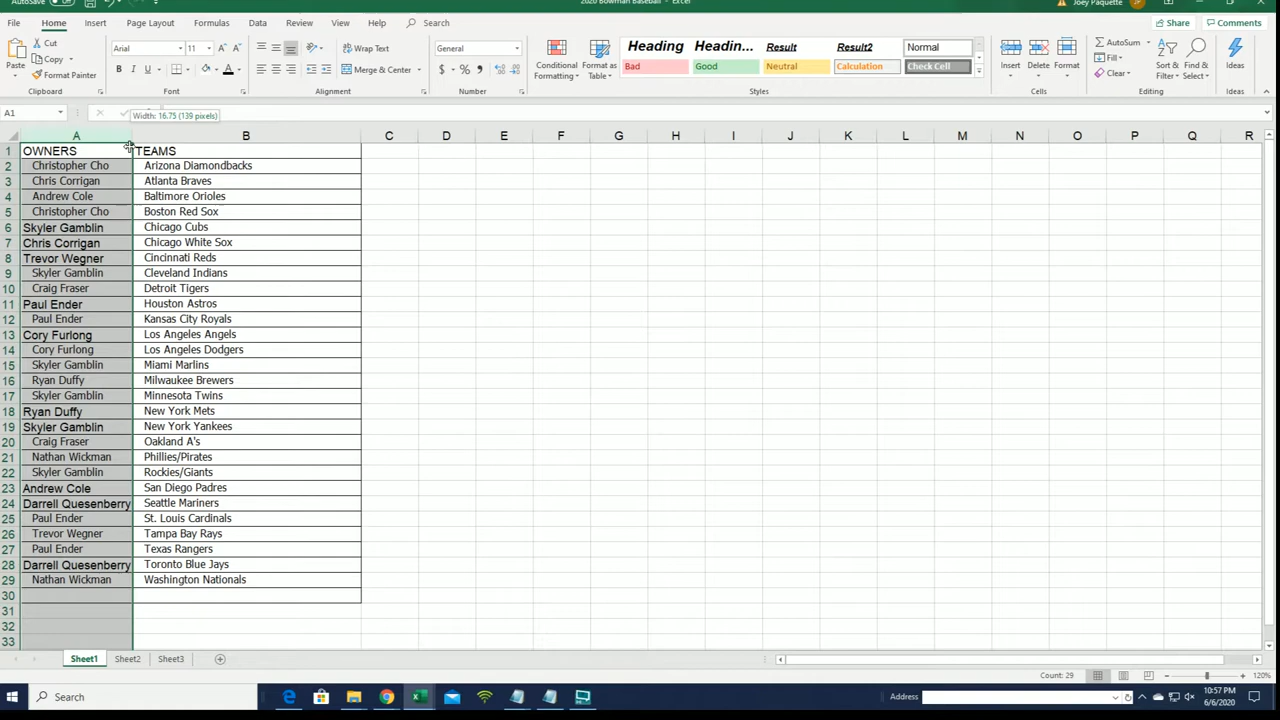 AutoSave Off 2020 Bowman Baseball - Excel Joey Paquette JP
File Home Insert Page Layout Formulas Data Review View Help Search Share Comments
Paste Cut Copy Format Painter Clipboard
Arial 11 A A B I U A Font
Wrap Text Merge & Center Alignment
General $ % Number
Conditional Formatting Format as Table
Heading Headin... Result Result2 Normal
Bad Good Neutral Calculation Check Cell
Styles
Insert Delete Format Cells
AutoSum Fill Clear Sort & Filter Find & Select Editing
Ideas Ideas
A1 Width: 16.75 (139 pixels)
A B C D E F G H I J K L M N O P Q R
1 OWNERS TEAMS
2 Christopher Cho Arizona Diamondbacks
3 Chris Corrigan Atlanta Braves
4 Andrew Cole Baltimore Orioles
5 Christopher Cho Boston Red Sox
6 Skyler Gamblin Chicago Cubs
7 Chris Corrigan Chicago White Sox
8 Trevor Wegner Cincinnati Reds
9 Skyler Gamblin Cleveland Indians
10 Craig Fraser Detroit Tigers
11 Paul Ender Houston Astros
12 Paul Ender Kansas City Royals
13 Cory Furlong Los Angeles Angels
14 Cory Furlong Los Angeles Dodgers
15 Skyler Gamblin Miami Marlins
16 Ryan Duffy Milwaukee Brewers
17 Skyler Gamblin Minnesota Twins
18 Ryan Duffy New York Mets
19 Skyler Gamblin New York Yankees
20 Craig Fraser Oakland A's
21 Nathan Wickman Phillies/Pirates
22 Skyler Gamblin Rockies/Giants
23 Andrew Cole San Diego Padres
24 Darrell Quesenberry Seattle Mariners
25 Paul Ender St. Louis Cardinals
26 Trevor Wegner Tampa Bay Rays
27 Paul Ender Texas Rangers
28 Darrell Quesenberry Toronto Blue Jays
29 Nathan Wickman Washington Nationals
30
31
32
33
Sheet1 Sheet2 Sheet3
Count: 29 120%
Search Address 10:57 PM
6/6/2020